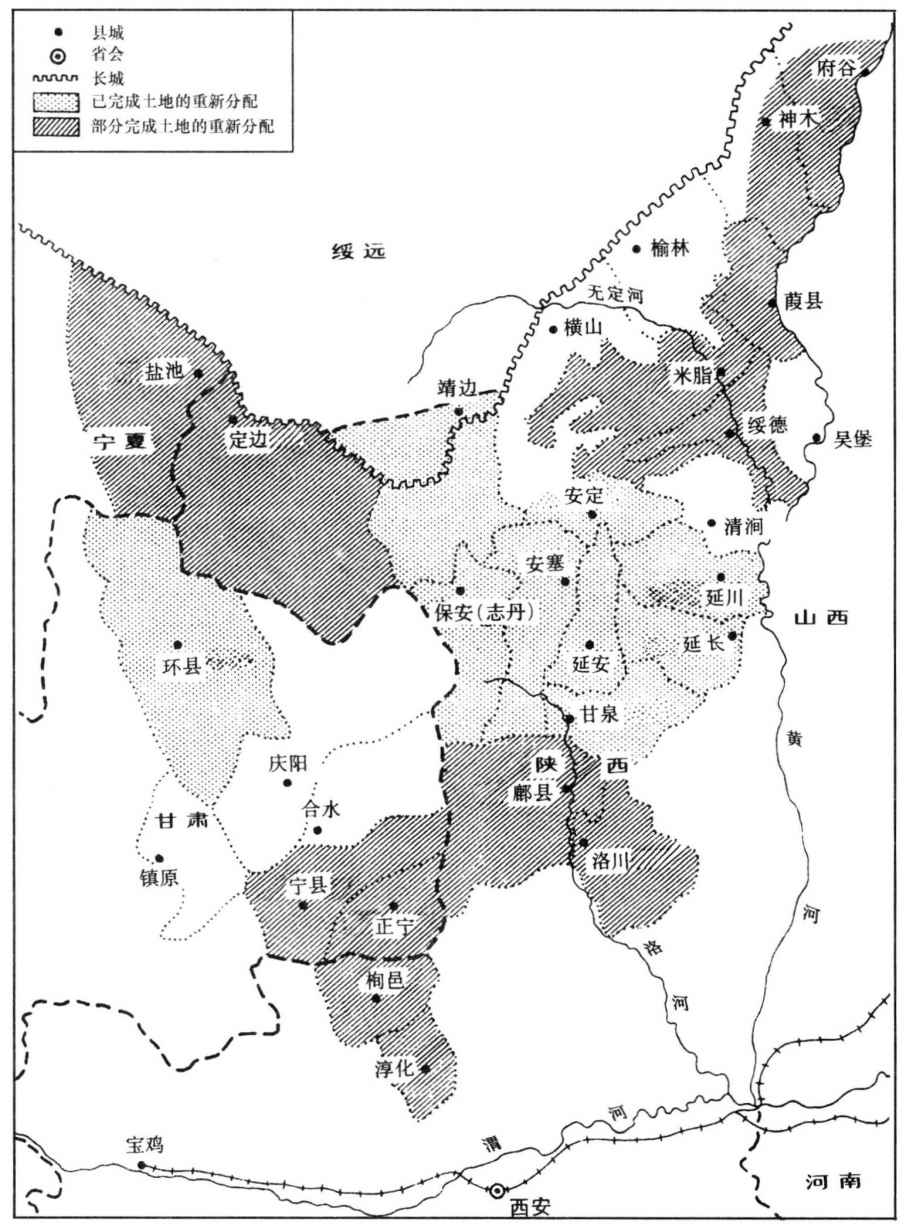 县城
省会
长城
已完成土地的重新分配
部分完成土地的重新分配
府谷
神木
绥远
榆林
无定河
葭县
横山
盐池
靖边
米脂
宁夏
定边
绥德
吴堡
安定
清涧
安塞
延川
保安(志丹)
山西
环县
延安
延长
甘泉
黄
庆阳
陕西
鄜县
合水
甘肃
镇原
洛川
宁县
正宁
河
洛
河
栒邑
淳化
宝鸡
渭
河
西安
河南